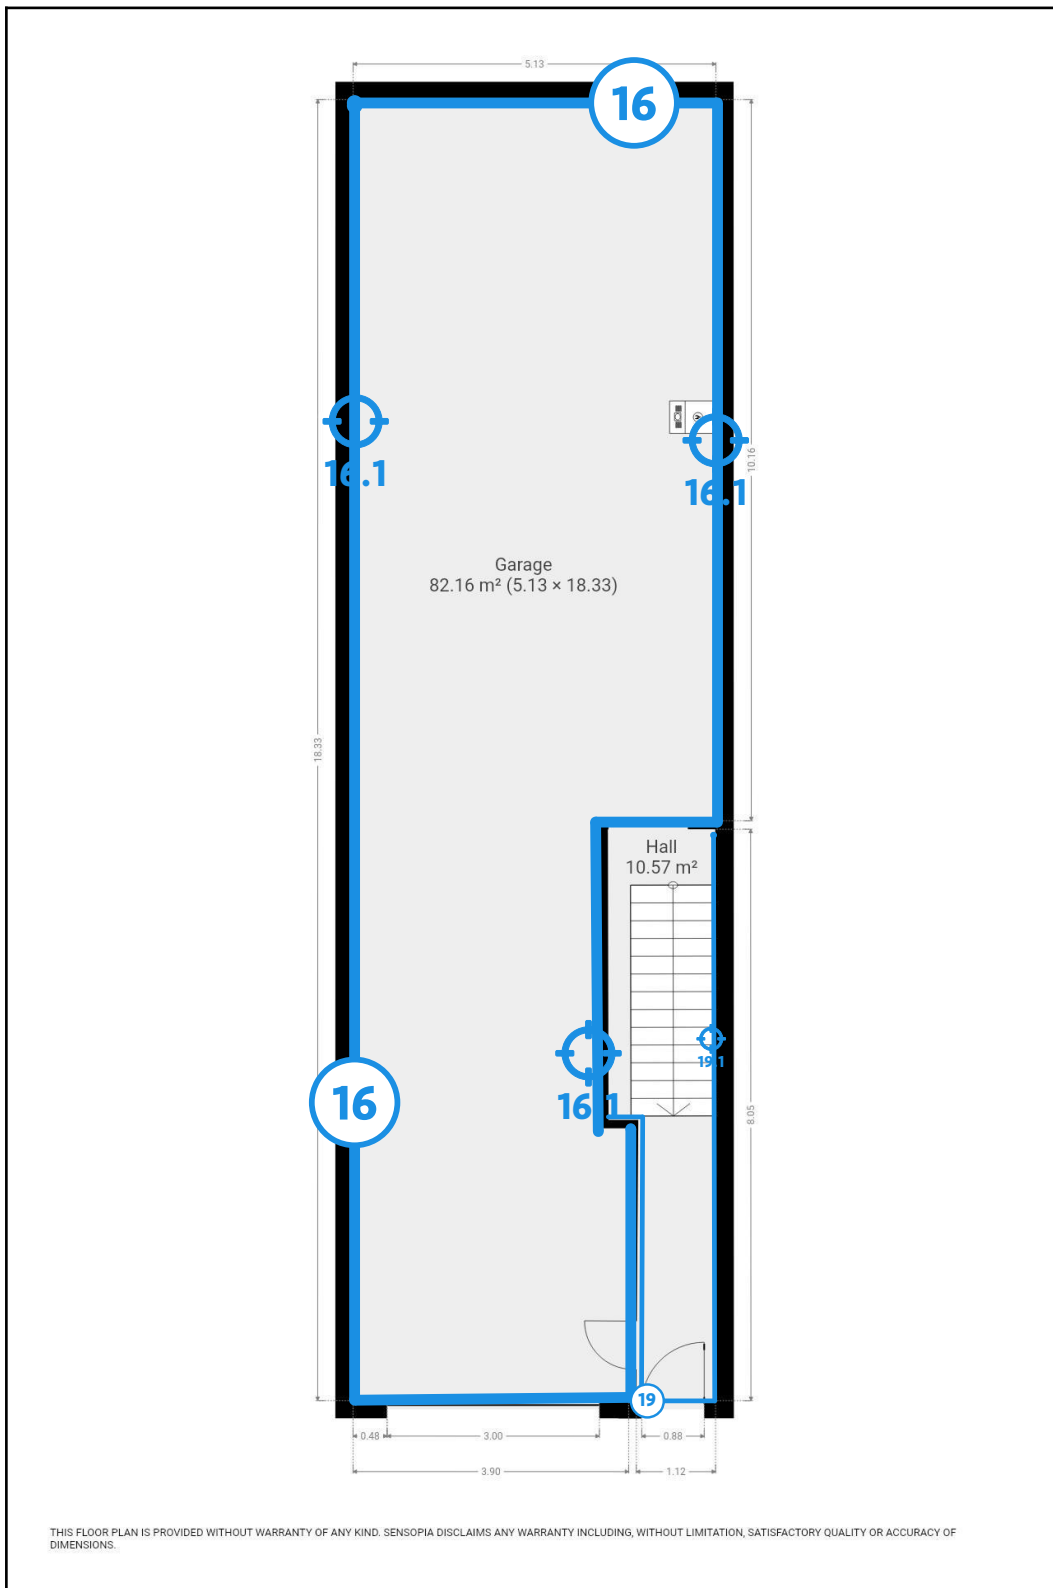 5.13
16
16.1
16.1
10.16
Garage
82.16 m² (5.13 × 18.33)
18.33
Hall
10.57 m²
16.1
19.1
16
8.05
19
0.48
3.00
0.88
3.90
1.12
THIS FLOOR PLAN IS PROVIDED WITHOUT WARRANTY OF ANY KIND. SENSOPIA DISCLAIMS ANY WARRANTY INCLUDING, WITHOUT LIMITATION, SATISFACTORY QUALITY OR ACCURACY OF
DIMENSIONS.